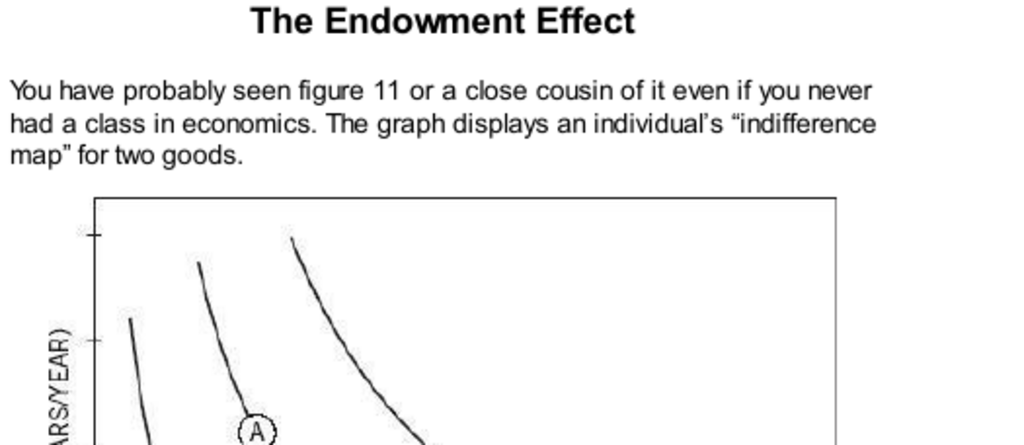 The Endowment Effect
You have probably seen figure 11 or a close cousin of it even if you never
had a class in economics. The graph displays an individual’s “indifference
map” for two goods.
A